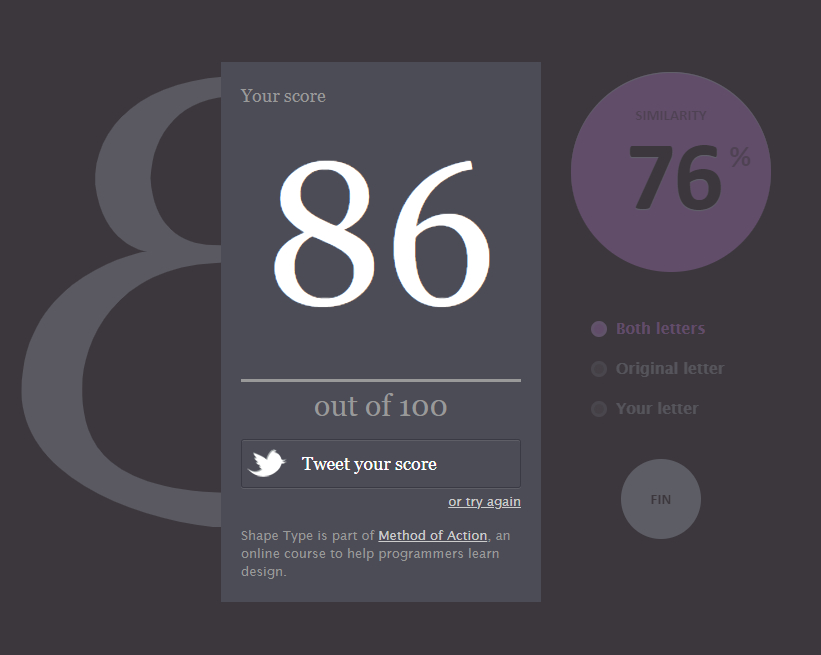 Your score
86
out of 100
Tweet your score
or try again
Shape Type is part of Method of Action, an
online course to help programmers learn
design.
SIMILARITY
76 %
Both letters
Original letter
Your letter
FIN